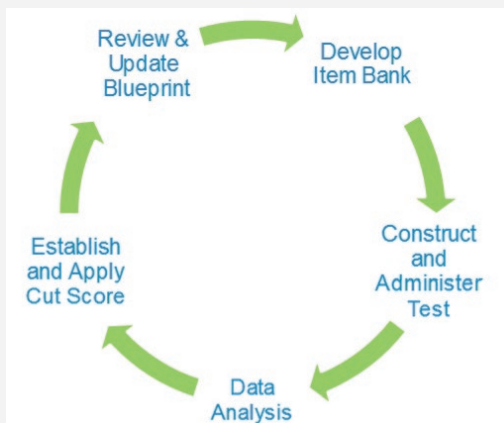 Review &
Update
Blueprint
Develop
Item Bank
Construct
and
Administer
Test
Data
Analysis
Establish
and Apply
Cut Score